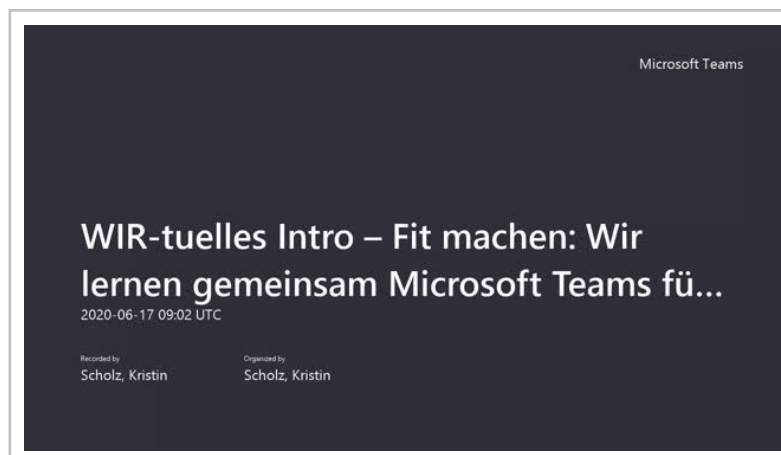 Microsoft Teams
WIR-tuelles Intro – Fit machen: Wir
lernen gemeinsam Microsoft Teams fü...
2020-06-17 09:02 UTC
Recorded by
Organized by
Scholz, Kristin
Scholz, Kristin